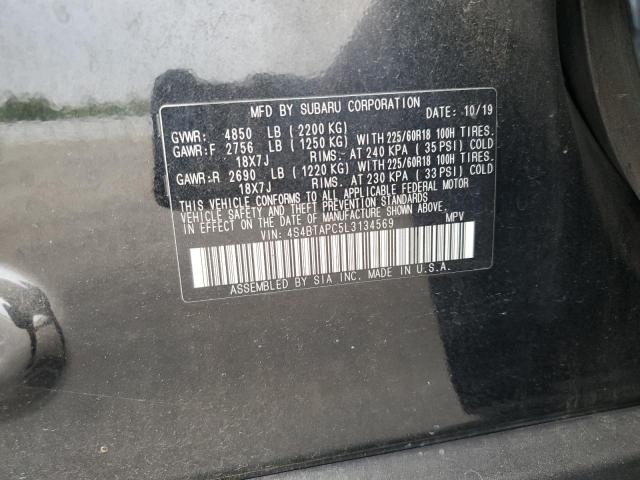 MFD BY SUBARU CORPORATION DATE: 10/19
GVWR: 4850 LB (2200 KG)
GAWR:F 2756 LB (1250 KG) WITH 225/60R18 100H TIRES.
18X7J RIMS. AT 240 KPA (35 PSI) COLD
GAWR:R 2690 LB (1220 KG) WITH 225/60R18 100H TIRES.
18X7J RIMS. AT 230 KPA (33 PSI) COLD
THIS VEHICLE CONFORMS TO ALL APPLICABLE FEDERAL MOTOR
VEHICLE SAFETY AND THEFT PREVENTION STANDARDS IN EFFECT
ON THE DATE OF MANUFACTURE SHOWN ABOVE.
VIN: 4S4BTAPC5L3134569 MPV
ASSEMBLED BY SIA INC. MADE IN U.S.A.